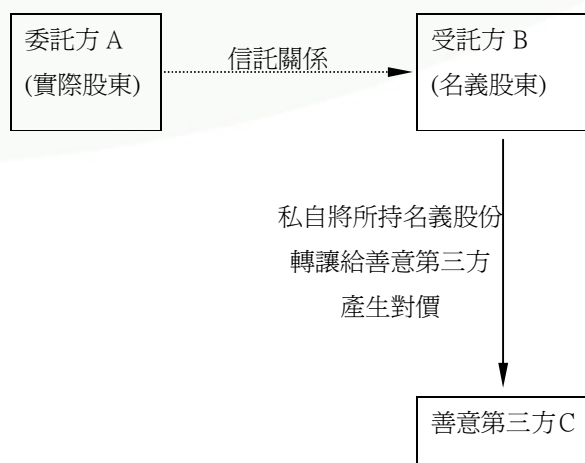 委託方 A
(實際股東)
信託關係
受託方 B
(名義股東)
私自將所持名義股份
轉讓給善意第三方
產生對價
善意第三方 C